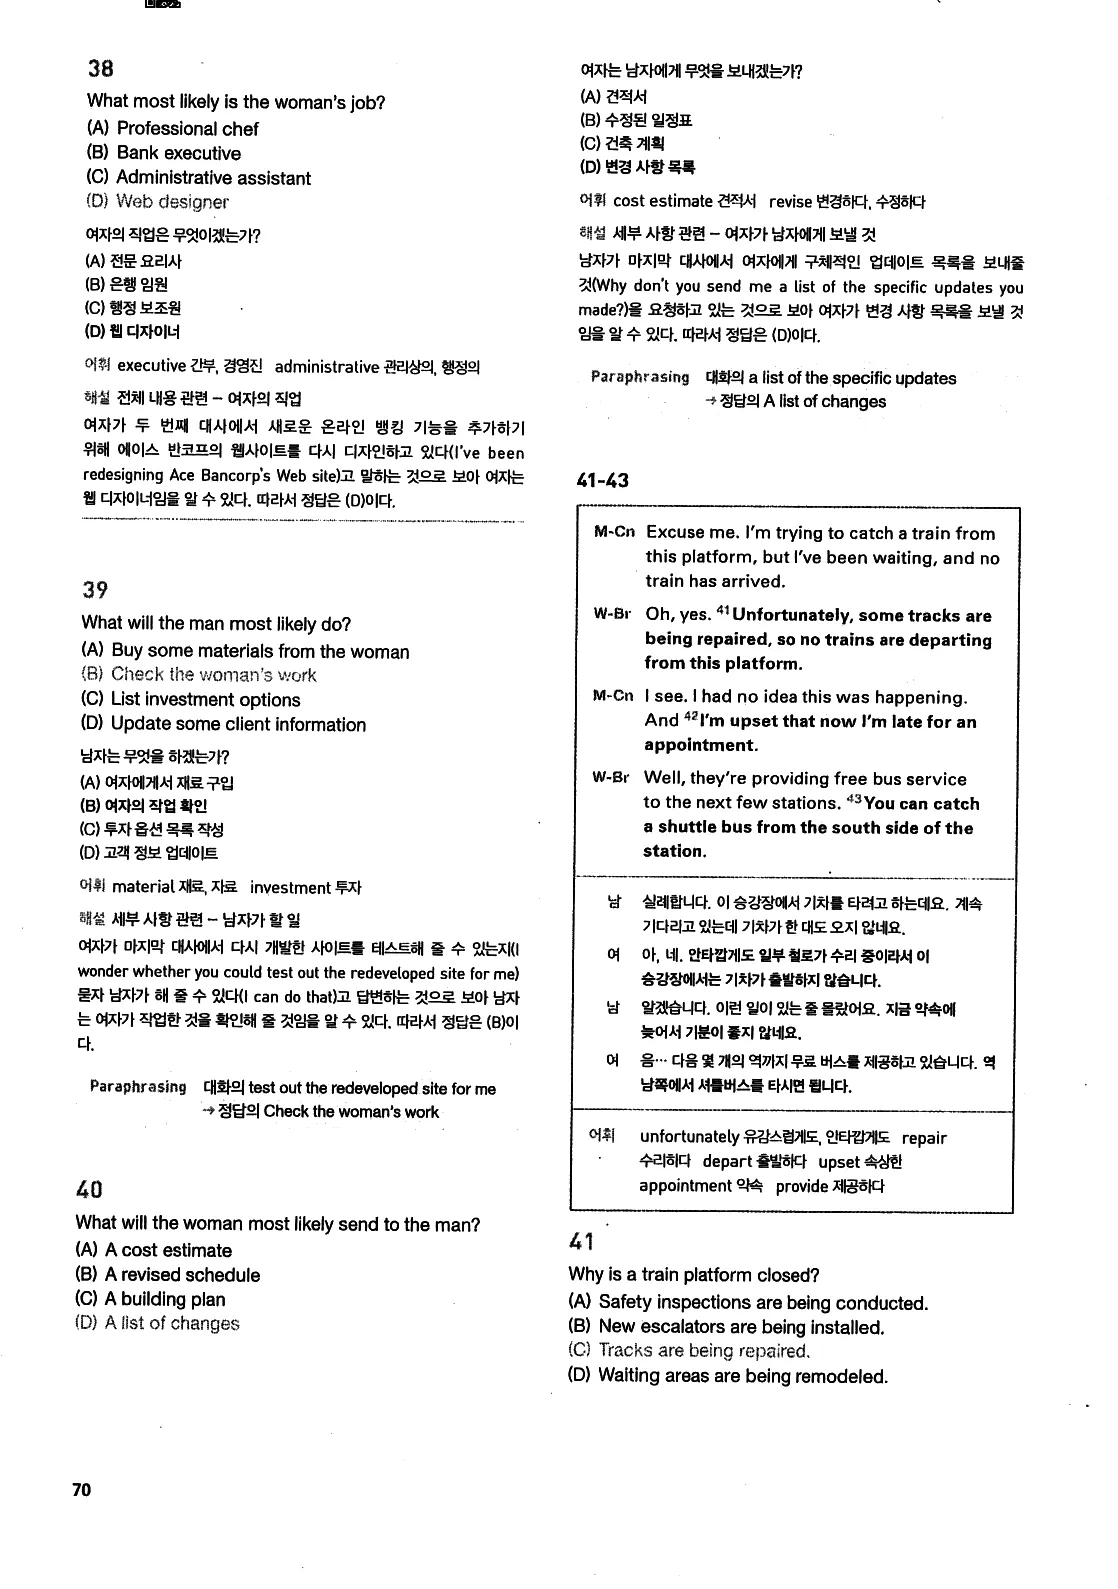 38
What most likely is the woman's job?
(A) Professional chef
(B) Bank executive
(C) Administrative assistant
(D) Web designer
여자의 직업은 무엇이겠는가?
(A) 전문 요리사
(B) 은행 임원
(C) 행정 보조원
(D) 웹 디자이너
어휘 executive 간부, 경영진 administrative 관리상의, 행정의
해설 전체 내용 관련 – 여자의 직업
여자가 두 번째 대사에서 새로운 온라인 뱅킹 기능을 추가하기
위해 에이스 반코프의 웹사이트를 다시 디자인하고 있다(I've been
redesigning Ace Bancorp's Web site)고 말하는 것으로 보아 여자는
웹 디자이너임을 알 수 있다. 따라서 정답은 (D)이다.
39
What will the man most likely do?
(A) Buy some materials from the woman
(B) Check the woman's work
(C) List investment options
(D) Update some client information
남자는 무엇을 하겠는가?
(A) 여자에게서 재료 구입
(B) 여자의 작업 확인
(C) 투자 옵션 목록 작성
(D) 고객 정보 업데이트
어휘 material 재료, 자료 investment 투자
해설 세부 사항 관련 – 남자가 할 일
여자가 마지막 대사에서 다시 개발한 사이트를 테스트해 줄 수 있는지(I
wonder whether you could test out the redeveloped site for me)
묻자 남자가 해 줄 수 있다(I can do that)고 답변하는 것으로 보아 남자
는 여자가 작업한 것을 확인해 줄 것임을 알 수 있다. 따라서 정답은 (B)이
다.
Paraphrasing 대화의 test out the redeveloped site for me
→ 정답의 Check the woman's work
40
What will the woman most likely send to the man?
(A) A cost estimate
(B) A revised schedule
(C) A building plan
(D) A list of changes
70
여자는 남자에게 무엇을 보내겠는가?
(A) 견적서
(B) 수정된 일정표
(C) 건축 계획
(D) 변경 사항 목록
어휘 cost estimate 견적서 revise 변경하다, 수정하다
해설 세부 사항 관련 – 여자가 남자에게 보낼 것
남자가 마지막 대사에서 여자에게 구체적인 업데이트 목록을 보내줄
것(Why don't you send me a list of the specific updates you
made?)을 요청하고 있는 것으로 보아 여자가 변경 사항 목록을 보낼 것
임을 알 수 있다. 따라서 정답은 (D)이다.
Paraphrasing 대화의 a list of the specific updates
→ 정답의 A list of changes
41-43
M-Cn Excuse me. I'm trying to catch a train from
this platform, but I've been waiting, and no
train has arrived.
W-Br Oh, yes. 41 Unfortunately, some tracks are
being repaired, so no trains are departing
from this platform.
M-Cn I see. I had no idea this was happening.
And 42 I'm upset that now I'm late for an
appointment.
W-Br Well, they're providing free bus service
to the next few stations. 43 You can catch
a shuttle bus from the south side of the
station.
남 실례합니다. 이 승강장에서 기차를 타려고 하는데요. 계속
기다리고 있는데 기차가 한 대도 오지 않네요.
여 아, 네. 안타깝게도 일부 철로가 수리 중이라서 이
승강장에서는 기차가 출발하지 않습니다.
남 알겠습니다. 이런 일이 있는 줄 몰랐어요. 지금 약속에
늦어서 기분이 좋지 않네요.
여 음… 다음 몇 개의 역까지 무료 버스를 제공하고 있습니다. 역
남쪽에서 셔틀버스를 타시면 됩니다.
어휘 unfortunately 유감스럽게도, 안타깝게도 repair
수리하다 depart 출발하다 upset 속상한
appointment 약속 provide 제공하다
41
Why is a train platform closed?
(A) Safety inspections are being conducted.
(B) New escalators are being installed.
(C) Tracks are being repaired.
(D) Waiting areas are being remodeled.